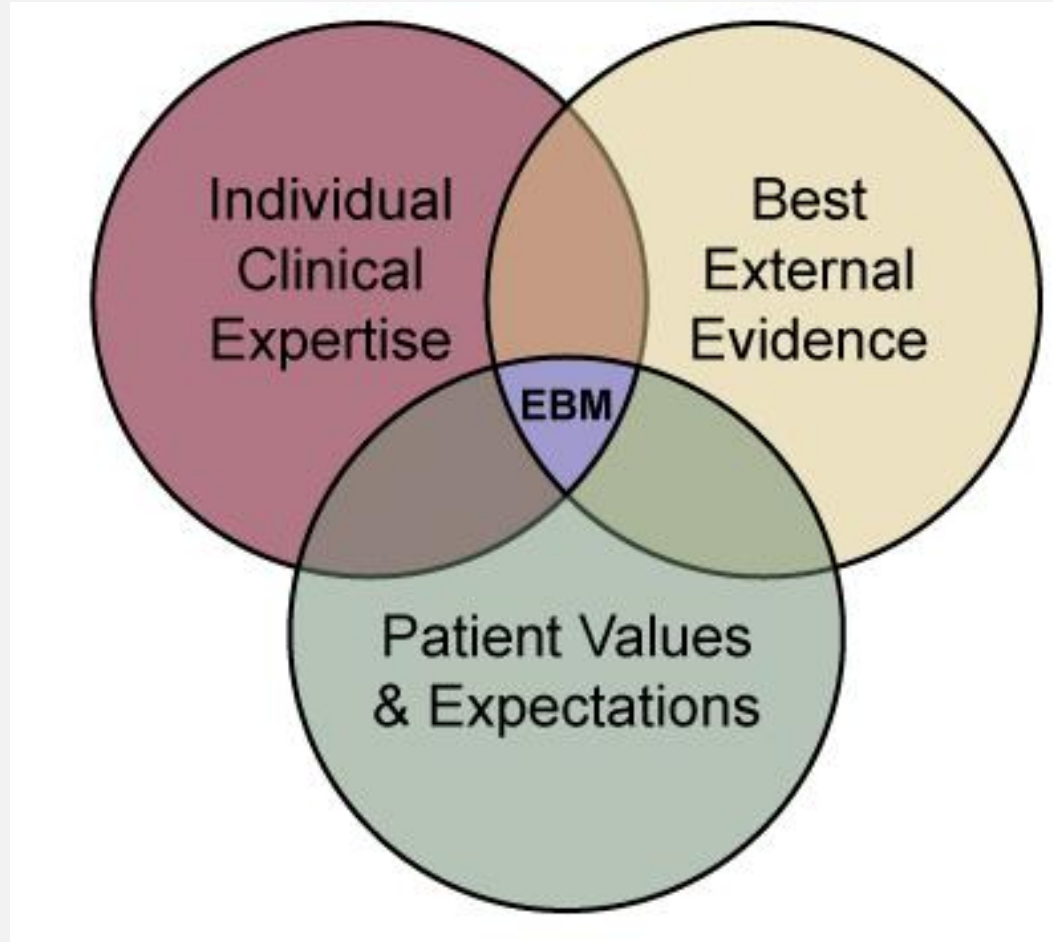 Individual
Clinical
Expertise
Best
External
Evidence
EBM
Patient Values
& Expectations